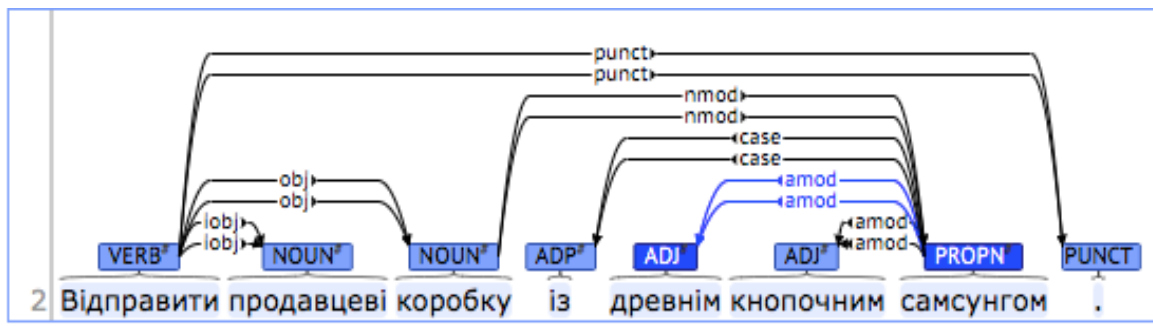 punct
punct
nmod
nmod
case
case
obj amod
obj amod
iobj amod
iobj amod
VERB NOUN NOUN ADP ADJ ADJ PROPN PUNCT
2 Відправити продавцеві коробку із древнім кнопочним самсунгом .